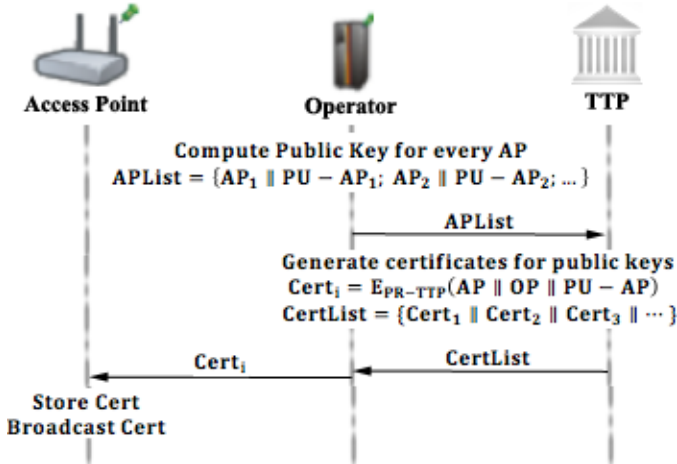 Access Point
Operator
TTP
Compute Public Key for every AP
APList = {AP₁ ∥ PU − AP₁; AP₂ ∥ PU − AP₂; … }
APList
Generate certificates for public keys
Certᵢ = E_PR−TTP(AP ∥ OP ∥ PU − AP)
CertList = {Cert₁ ∥ Cert₂ ∥ Cert₃ ∥ ⋯ }
Certᵢ
CertList
Store Cert
Broadcast Cert